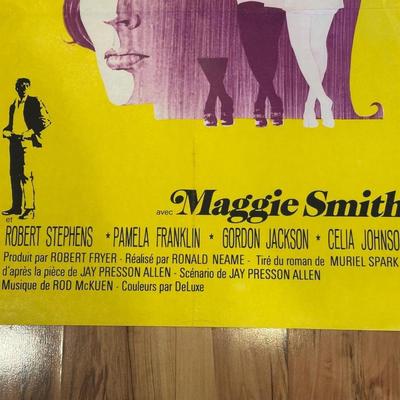 avec Maggie Smith
et
ROBERT STEPHENS * PAMELA FRANKLIN * GORDON JACKSON * CELIA JOHNSO
Produit par ROBERT FRYER - Réalisé par RONALD NEAME - Tiré du roman de MURIEL SPARK
d'après la pièce de JAY PRESSON ALLEN - Scénario de JAY PRESSON ALLEN
Musique de ROD McKUEN - Couleurs par DeLuxe